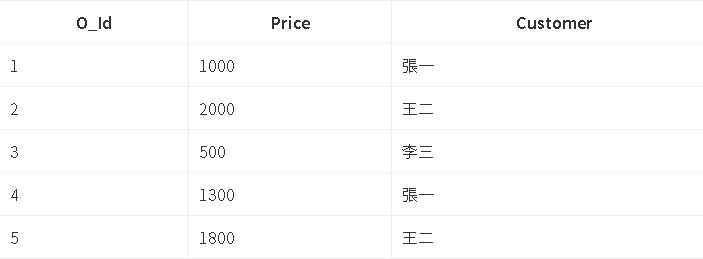 O_Id Price Customer
1 1000 張一
2 2000 王二
3 500 李三
4 1300 張一
5 1800 王二